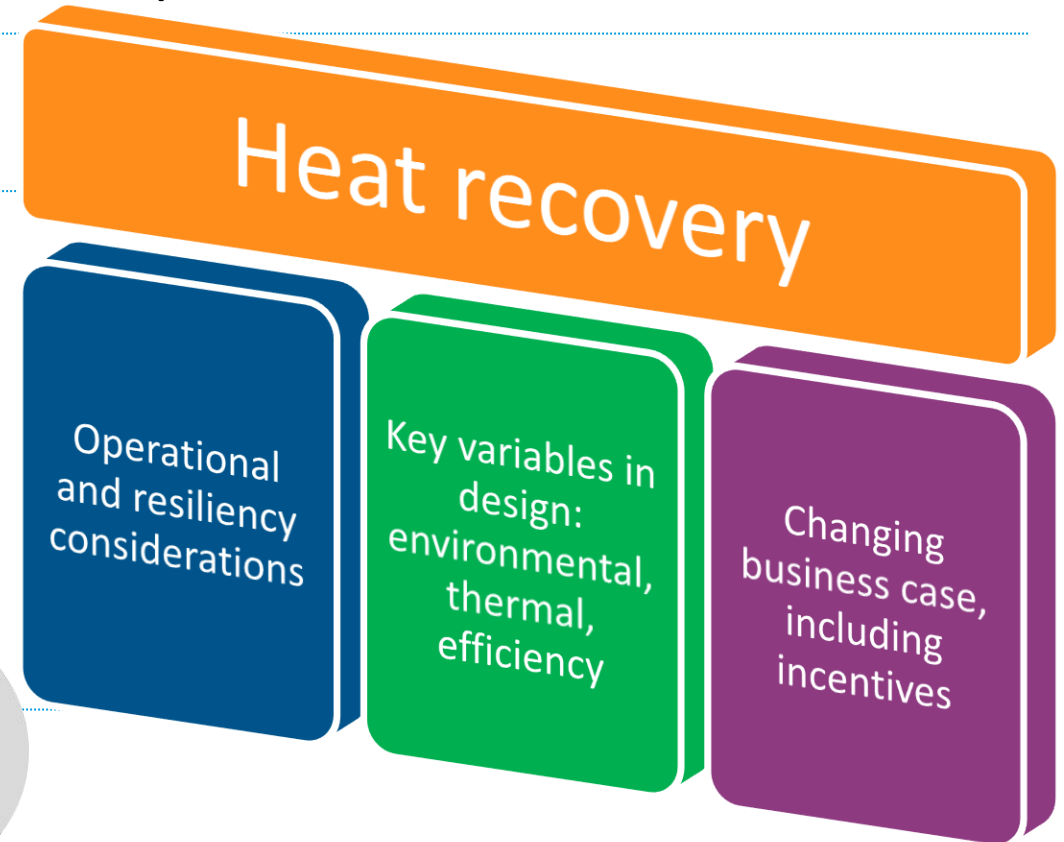 Heat recovery
Operational
and resiliency
considerations
Key variables in
design:
environmental,
thermal,
efficiency
Changing
business case,
including
incentives